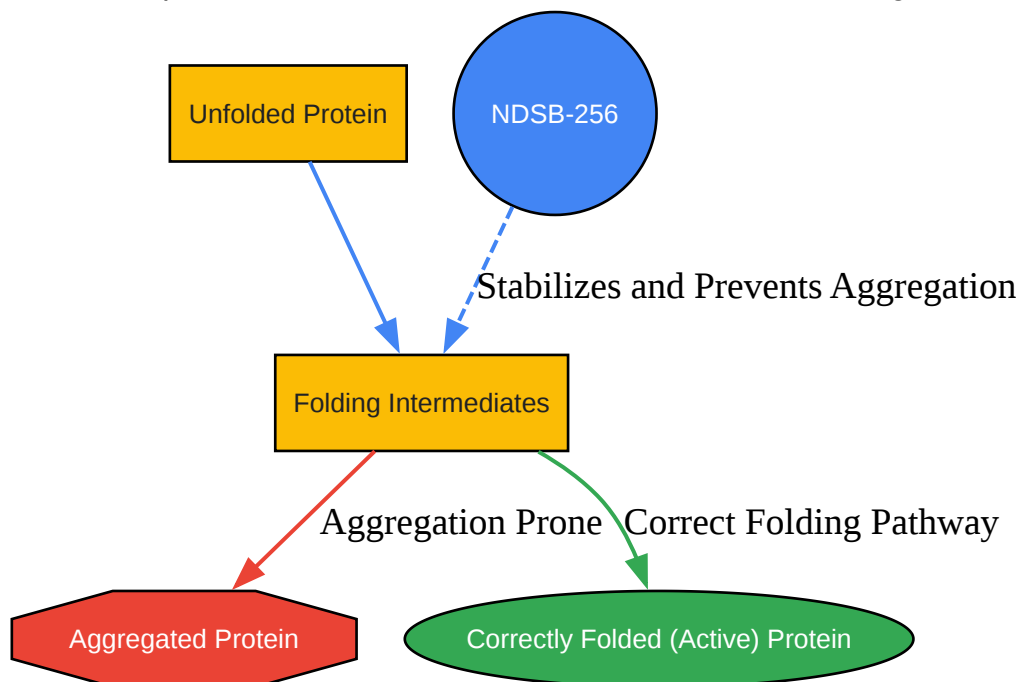 Unfolded Protein
NDSB-256
Stabilizes and Prevents Aggregation
Folding Intermediates
Aggregation Prone
Correct Folding Pathway
Aggregated Protein
Correctly Folded (Active) Protein